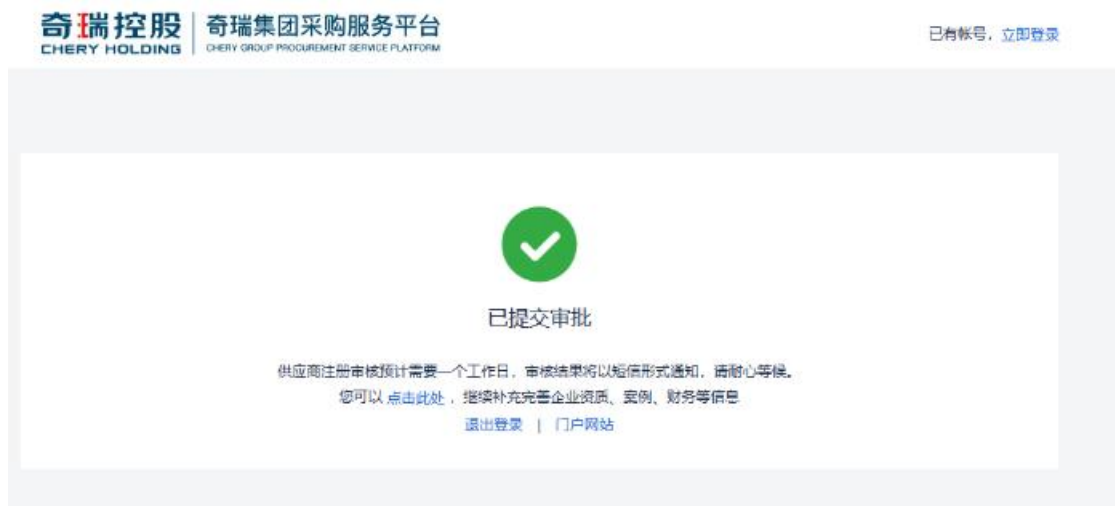 奇瑞控股
CHERY HOLDING
奇瑞集团采购服务平台
CHERY GROUP PROCUREMENT SERVICE PLATFORM
已有帐号，立即登录
已提交审批
供应商注册审核预计需要一个工作日，审核结果将以短信形式通知，请耐心等候。
您可以 点击此处 ，继续补充完善企业资质、案例、财务等信息
退出登录 | 门户网站